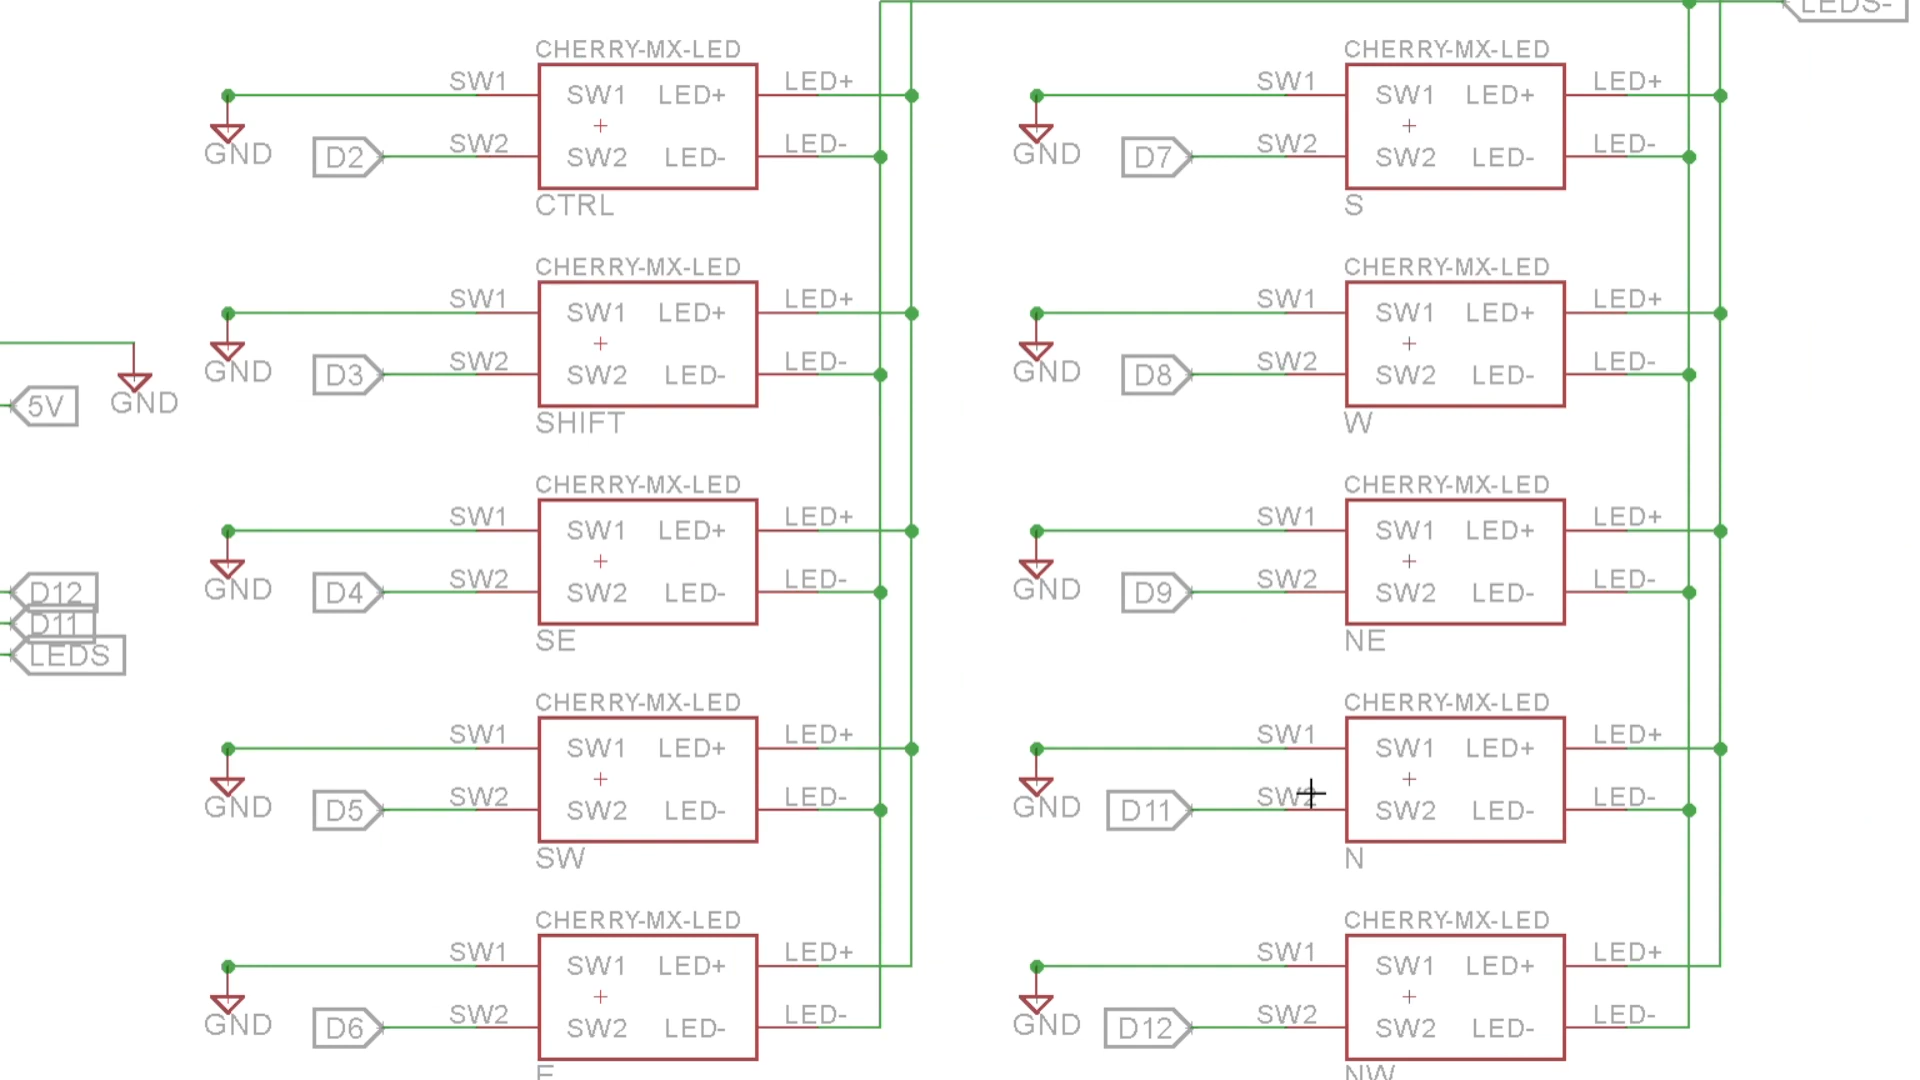 LEDS-
CHERRY-MX-LED
SW1 SW1 LED+ LED+
GND D2 SW2 SW2 LED- LED-
CTRL
CHERRY-MX-LED
SW1 SW1 LED+ LED+
GND D7 SW2 SW2 LED- LED-
S
CHERRY-MX-LED
SW1 SW1 LED+ LED+
GND D3 SW2 SW2 LED- LED-
SHIFT
CHERRY-MX-LED
SW1 SW1 LED+ LED+
GND D8 SW2 SW2 LED- LED-
W
5V GND
CHERRY-MX-LED
SW1 SW1 LED+ LED+
GND D4 SW2 SW2 LED- LED-
SE
CHERRY-MX-LED
SW1 SW1 LED+ LED+
GND D9 SW2 SW2 LED- LED-
NE
D12
D11
LEDS
CHERRY-MX-LED
SW1 SW1 LED+ LED+
GND D5 SW2 SW2 LED- LED-
SW
CHERRY-MX-LED
SW1 SW1 LED+ LED+
GND D11 SW2 SW2 LED- LED-
N
CHERRY-MX-LED
SW1 SW1 LED+ LED+
GND D6 SW2 SW2 LED- LED-
CHERRY-MX-LED
SW1 SW1 LED+ LED+
GND D12 SW2 SW2 LED- LED-
NW